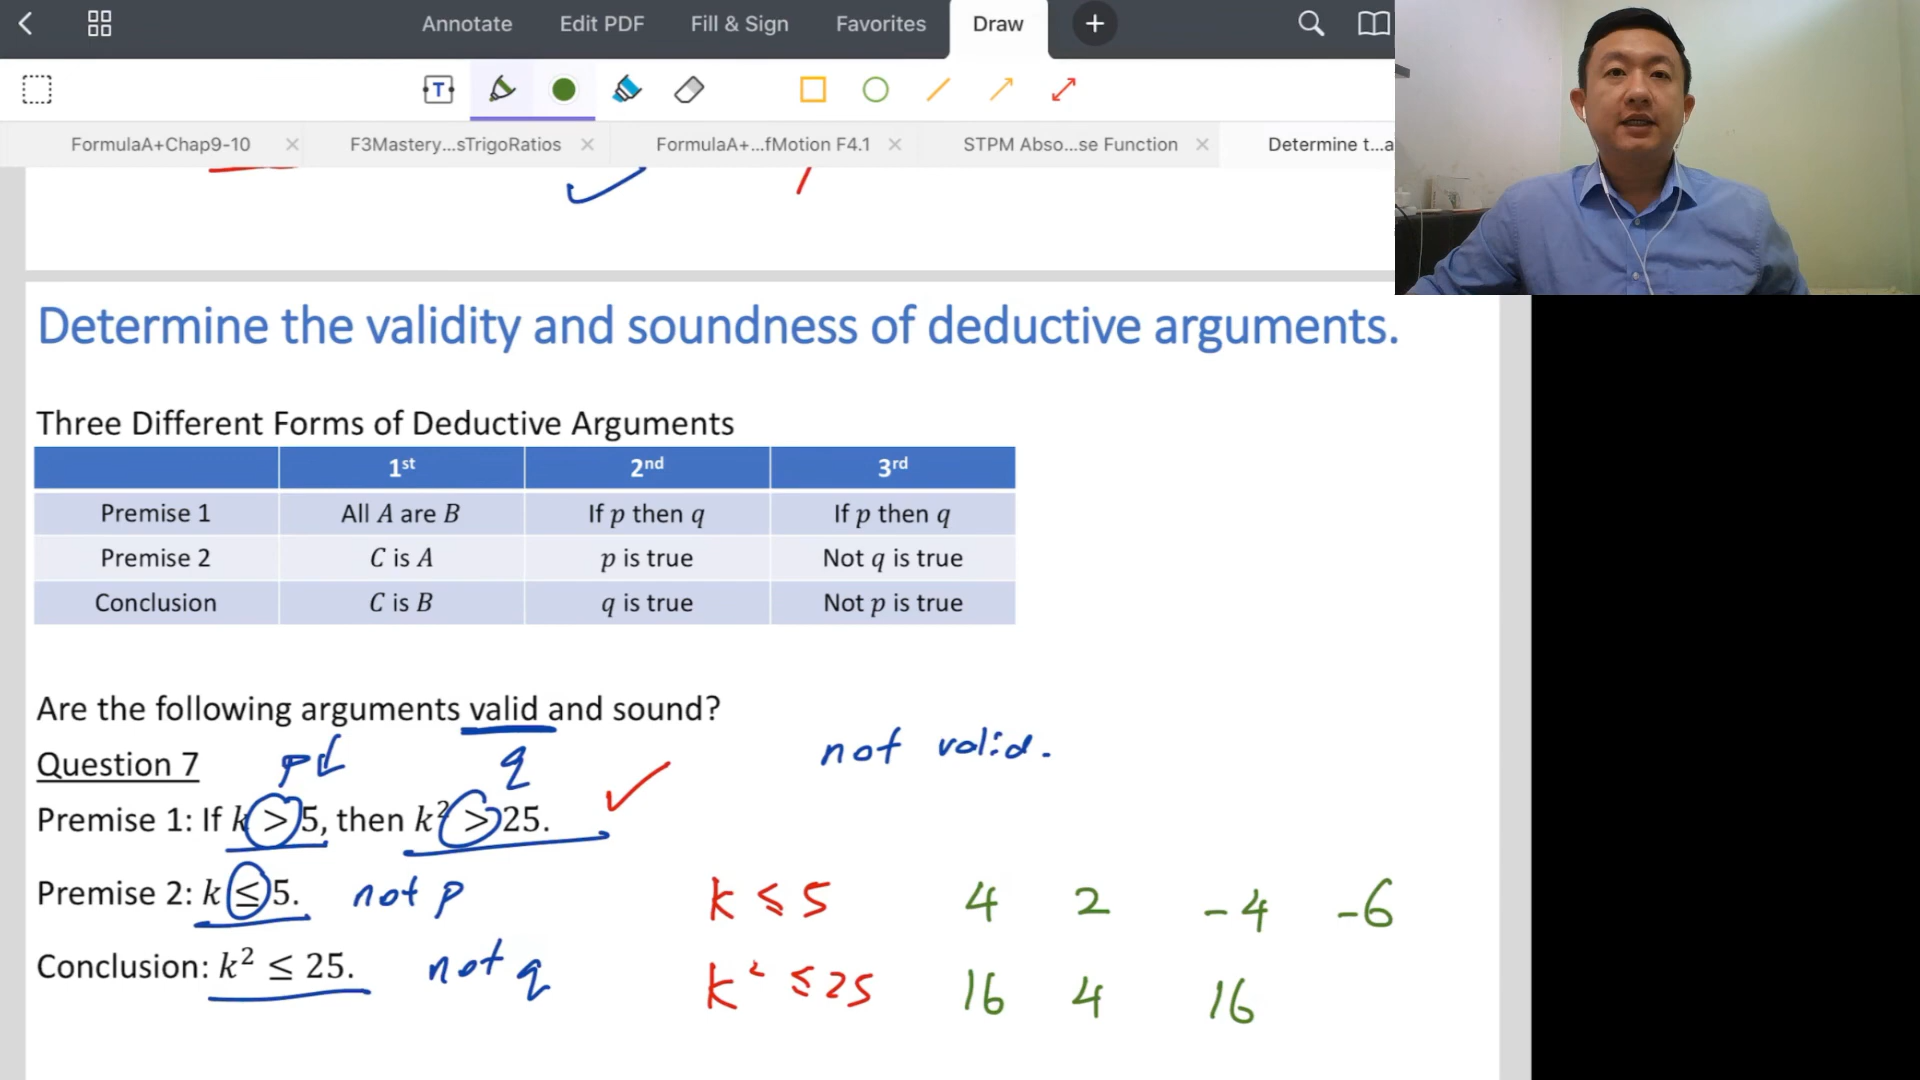 Annotate Edit PDF Fill & Sign Favorites Draw +
T
FormulaA+Chap9-10 × F3Mastery...sTrigoRatios × FormulaA+...fMotion F4.1 × STPM Abso...se Function × Determine t...a
Determine the validity and soundness of deductive arguments.
Three Different Forms of Deductive Arguments
1st 2nd 3rd
Premise 1 All A are B If p then q If p then q
Premise 2 C is A p is true Not q is true
Conclusion C is B q is true Not p is true
Are the following arguments valid and sound?
not valid.
Question 7 p q
Premise 1: If k > 5, then k² > 25.
Premise 2: k ≤ 5. not p k ≤ 5 4 2 -4 -6
Conclusion: k² ≤ 25. not q k² ≤ 25 16 4 16